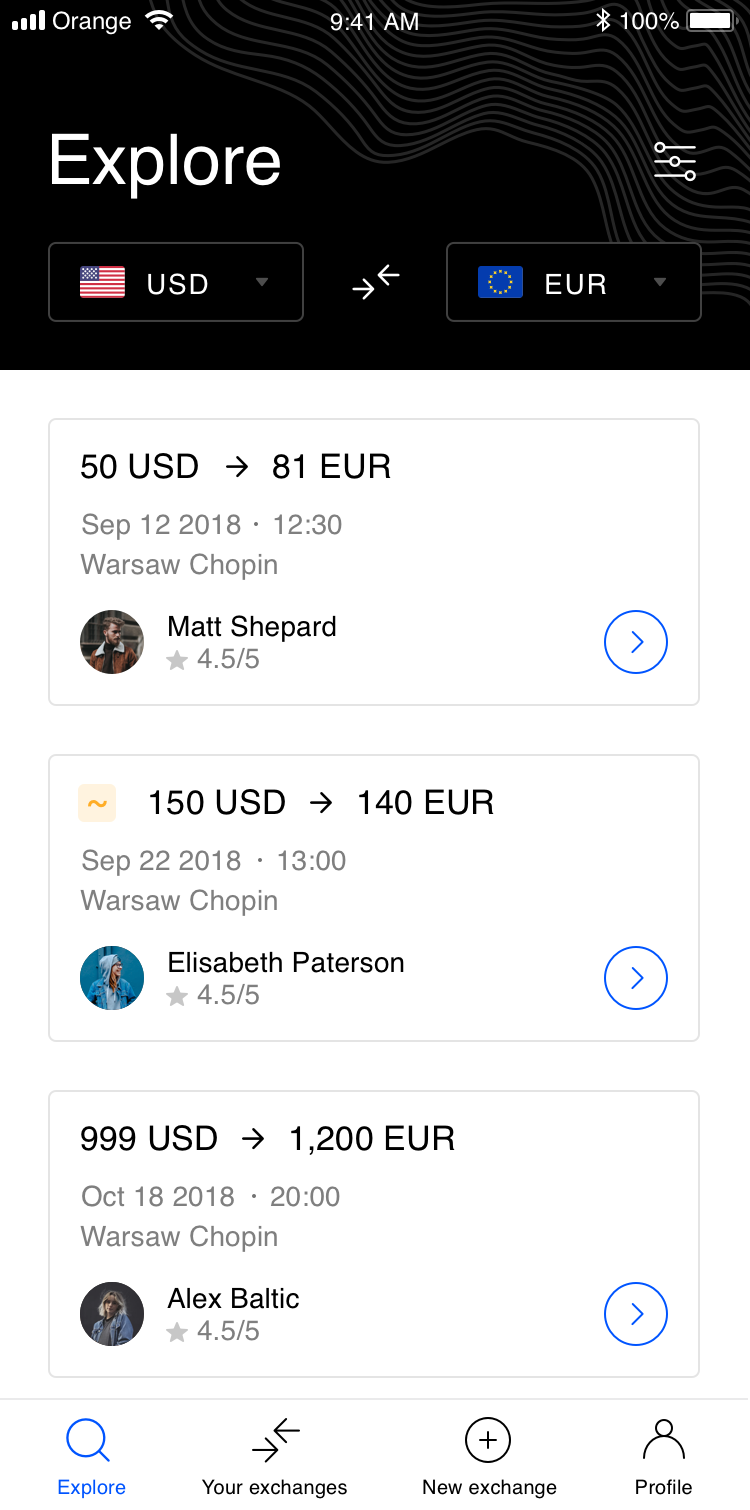 Orange 9:41 AM 100%
Explore
USD EUR
50 USD → 81 EUR
Sep 12 2018 · 12:30
Warsaw Chopin
Matt Shepard
4.5/5
~ 150 USD → 140 EUR
Sep 22 2018 · 13:00
Warsaw Chopin
Elisabeth Paterson
4.5/5
999 USD → 1,200 EUR
Oct 18 2018 · 20:00
Warsaw Chopin
Alex Baltic
4.5/5
Explore Your exchanges New exchange Profile